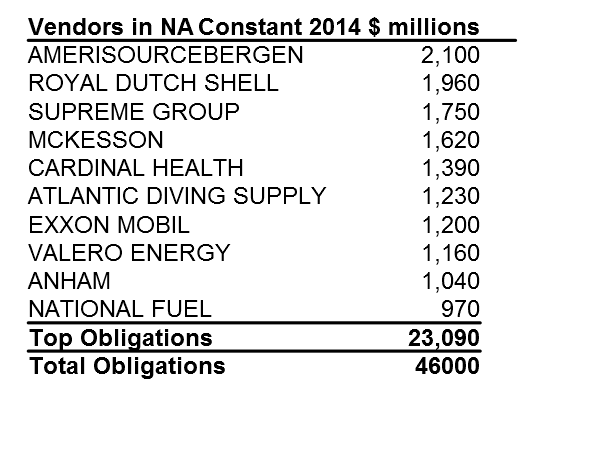 Vendors in NA Constant 2014 $ millions
AMERISOURCEBERGEN 2,100
ROYAL DUTCH SHELL 1,960
SUPREME GROUP 1,750
MCKESSON 1,620
CARDINAL HEALTH 1,390
ATLANTIC DIVING SUPPLY 1,230
EXXON MOBIL 1,200
VALERO ENERGY 1,160
ANHAM 1,040
NATIONAL FUEL 970
Top Obligations 23,090
Total Obligations 46000